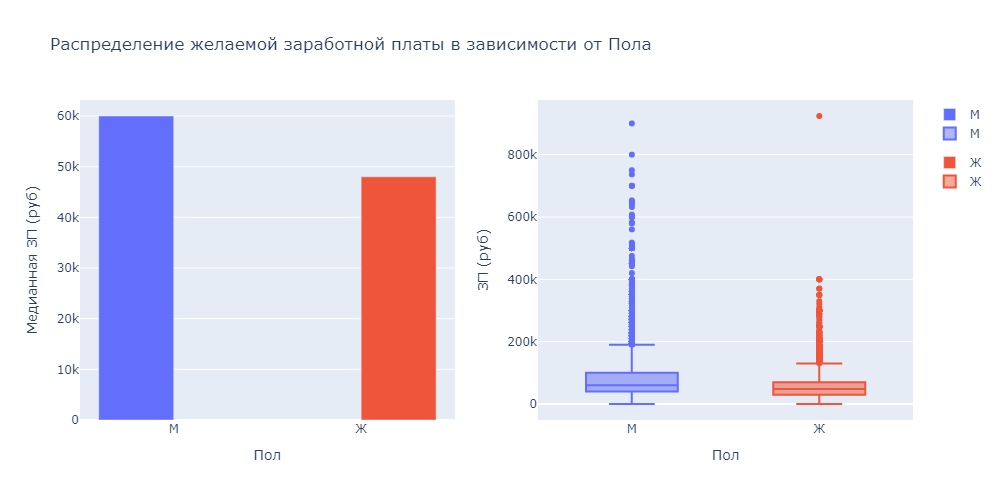 Распределение желаемой заработной платы в зависимости от Пола
Медианная ЗП (руб)
60k
50k
40k
30k
20k
10k
0
М
Ж
Пол
ЗП (руб)
800k
600k
400k
200k
0
М
Ж
Пол
М
М
Ж
Ж